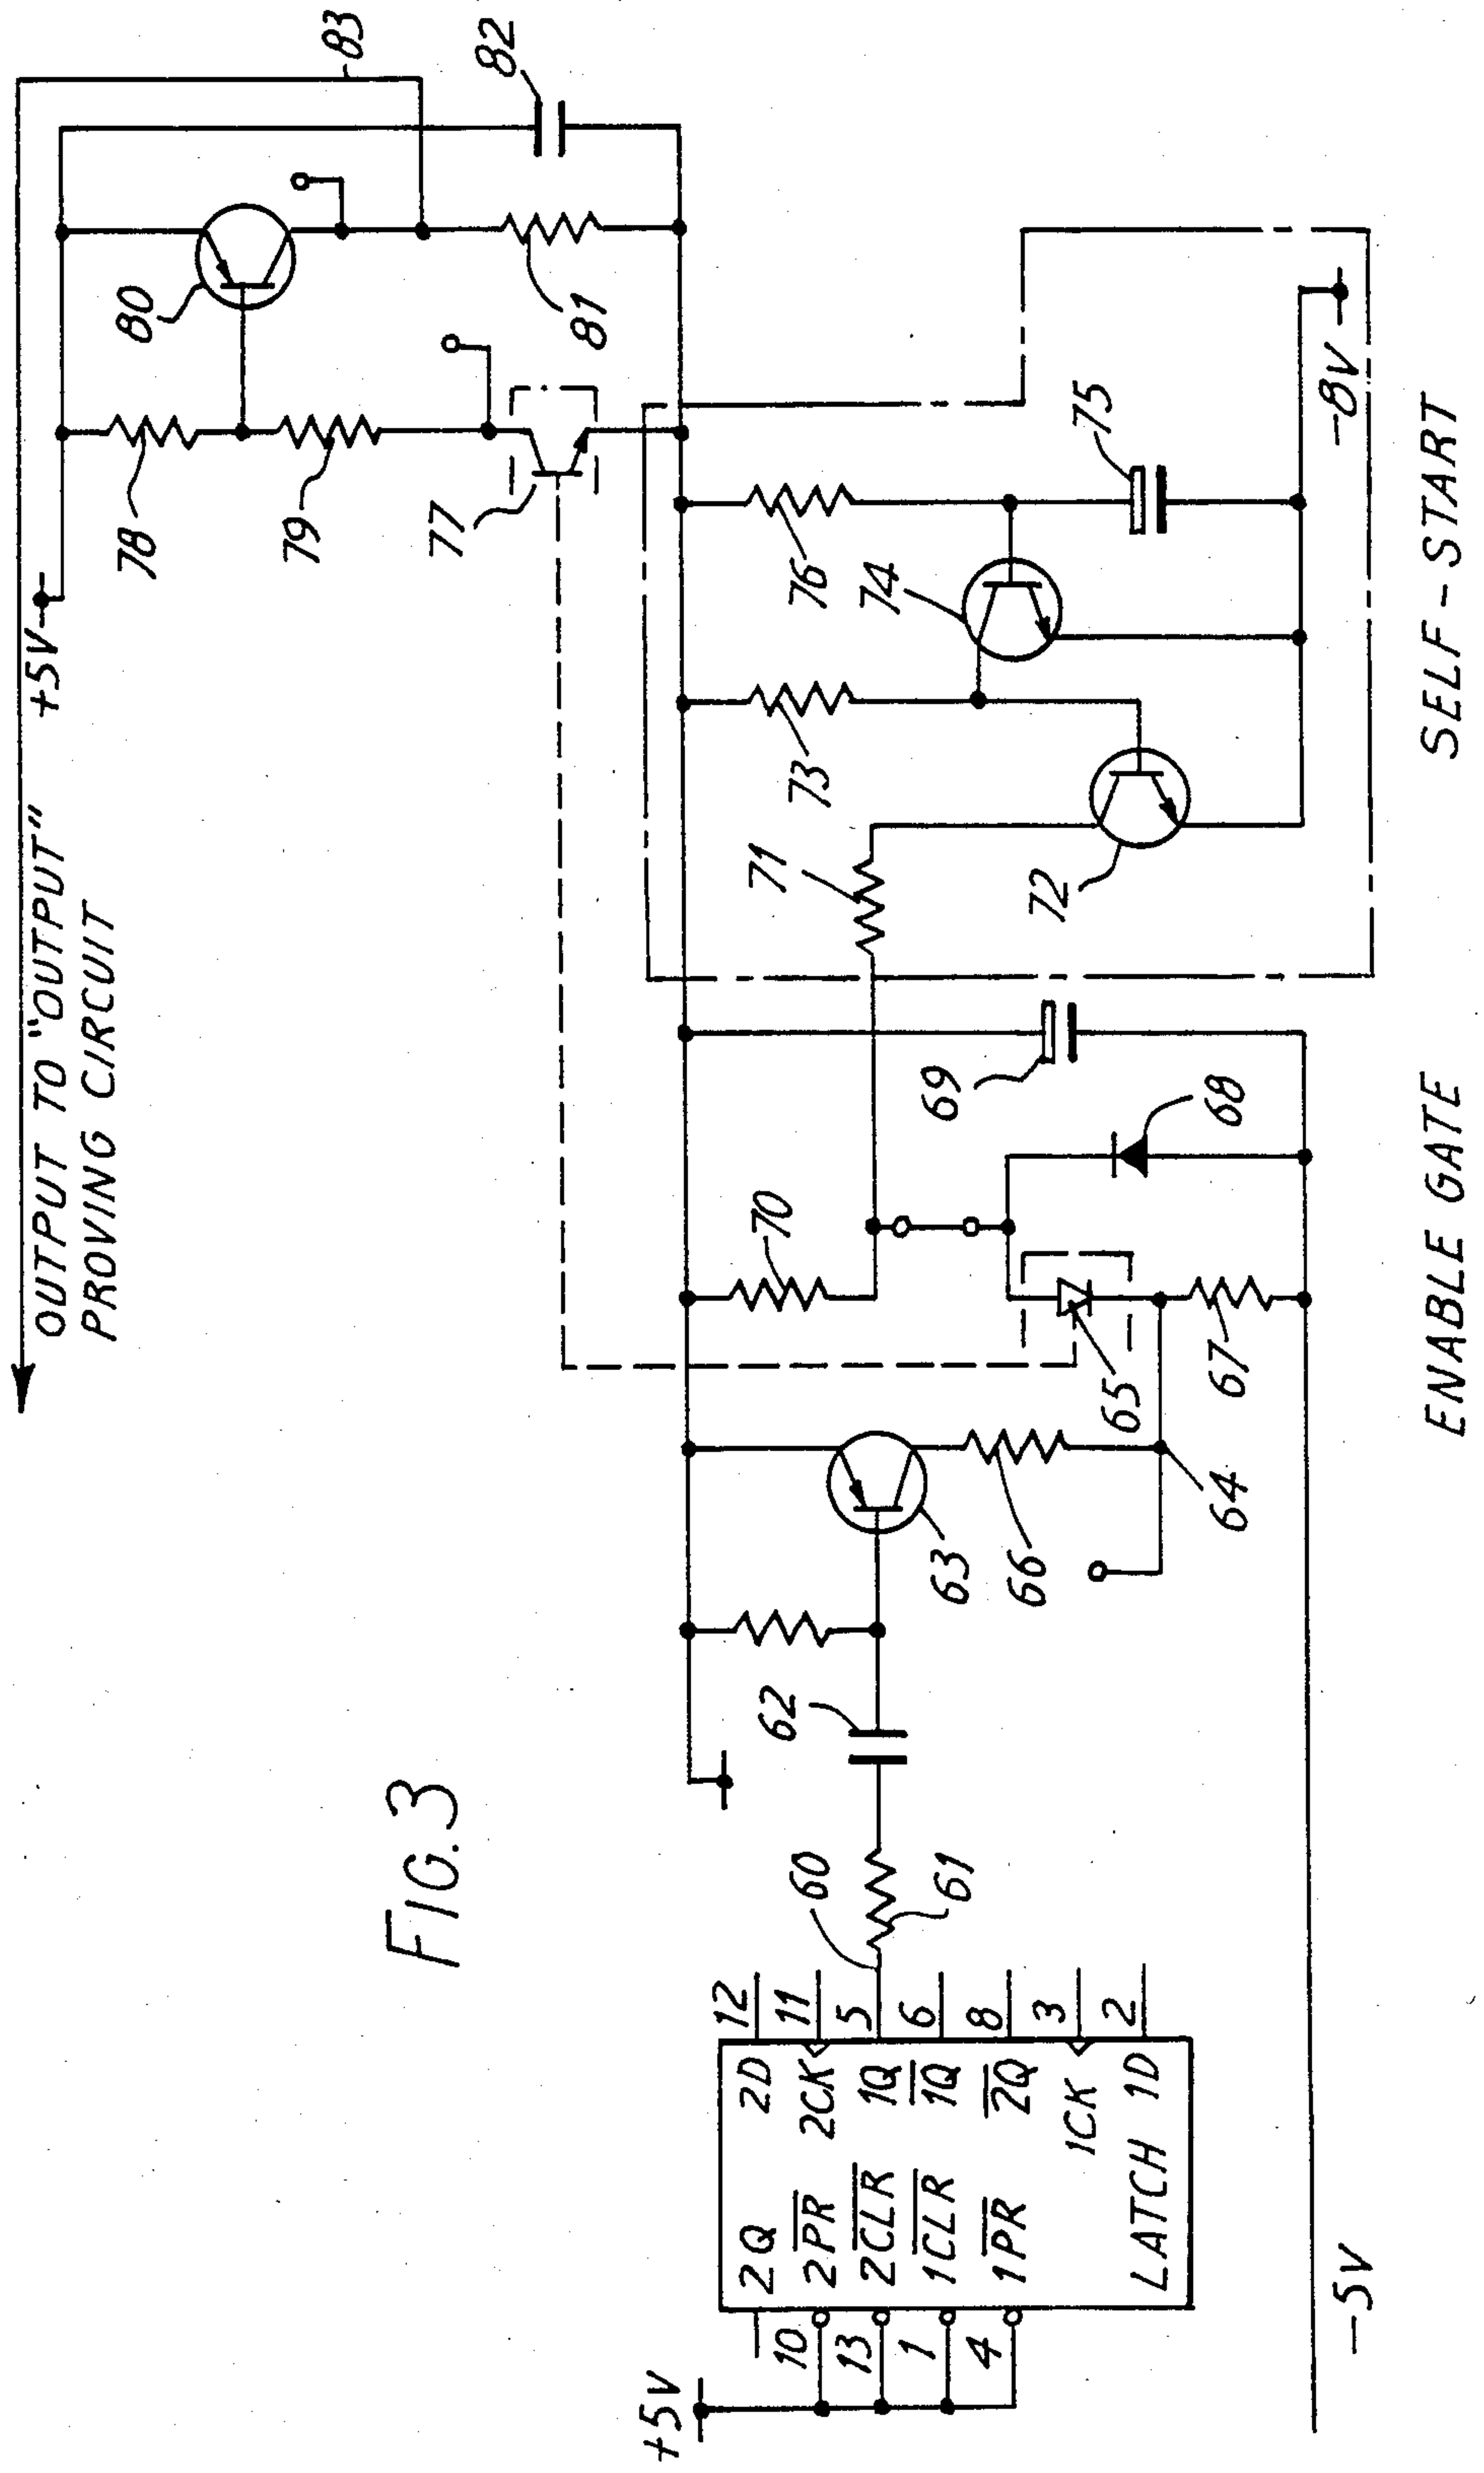 FIG. 3
OUTPUT TO "OUTPUT"
PROVING CIRCUIT
+5V
83
82
80
81
78
79
77
+5V
10
13
1
4
2Q
2PR
2CLR
1CLR
1PR
LATCH
2D
2CK
1Q
1Q
2Q
1CK
1D
12
11
5
6
8
3
2
60
61
62
63
66
64
65
67
70
68
69
71
72
73
74
76
75
-8V
-5V
ENABLE GATE
SELF-START